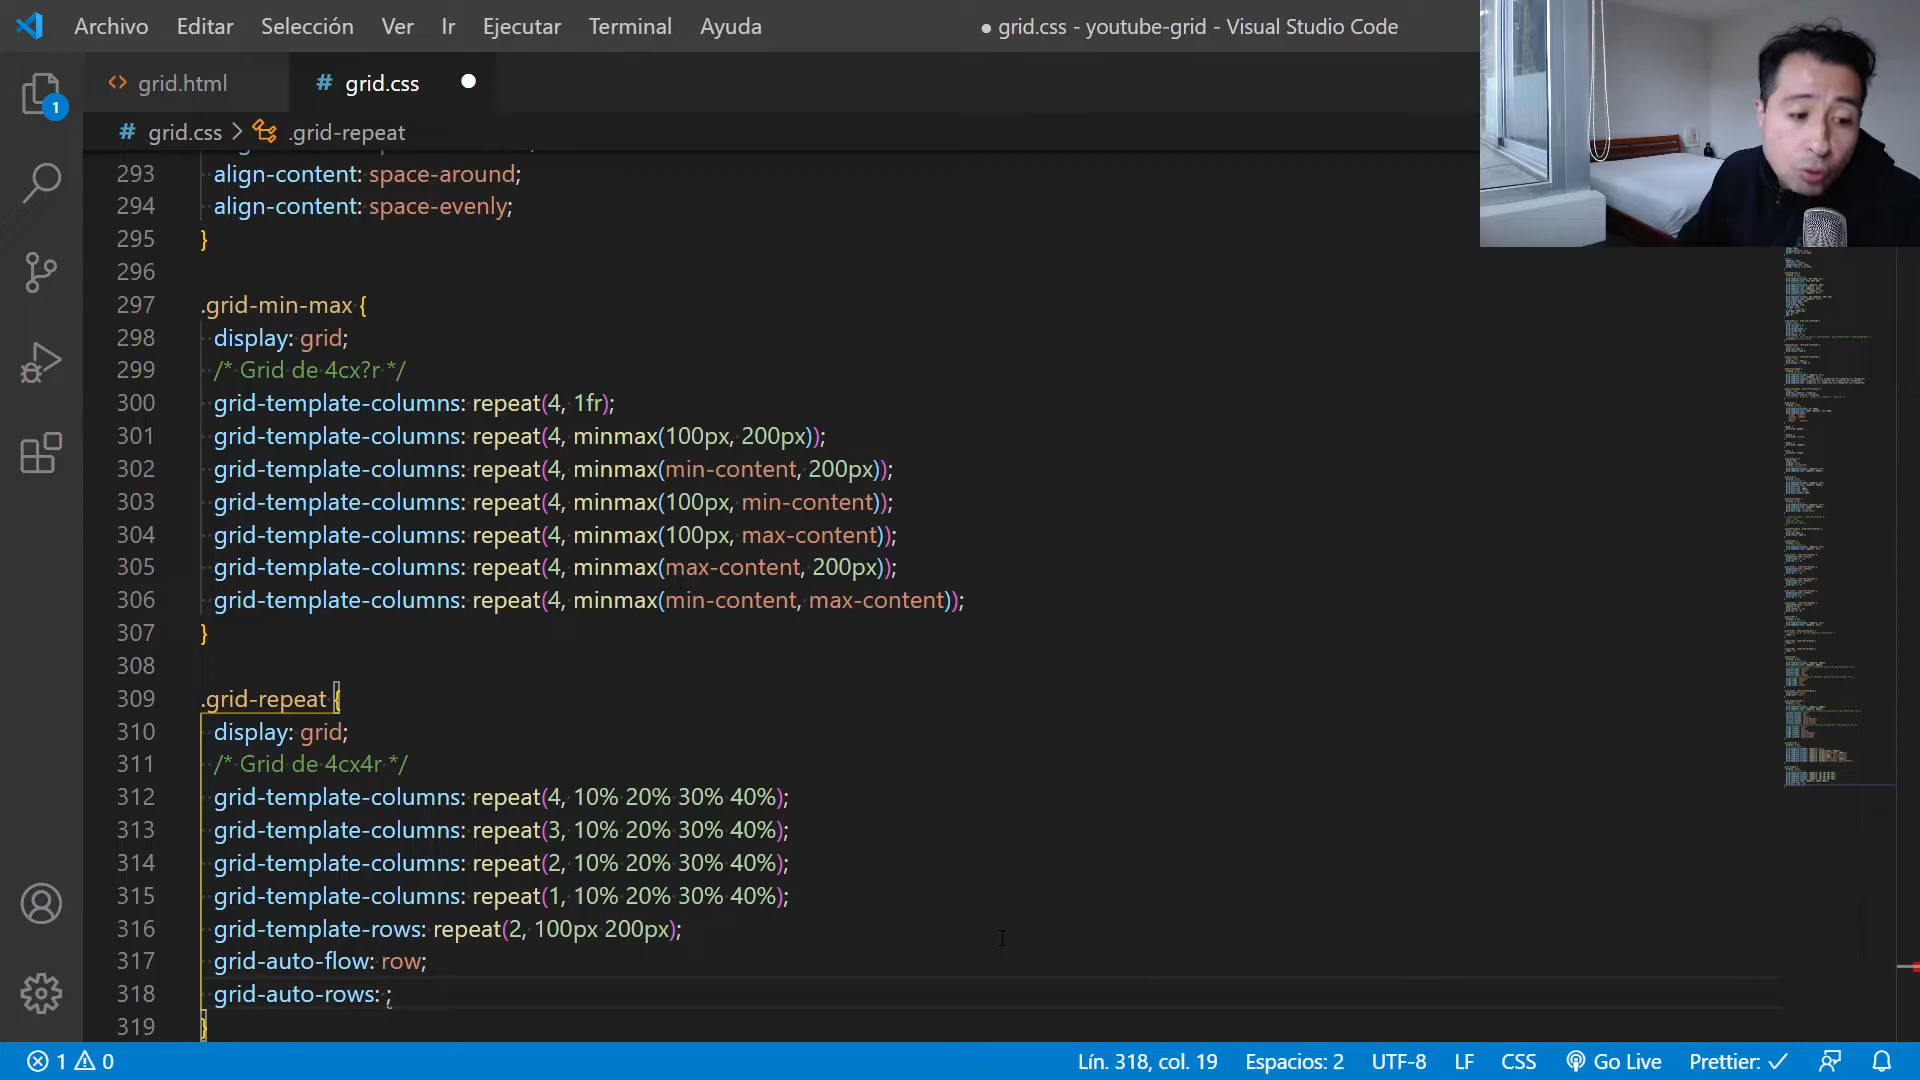 Archivo Editar Selección Ver Ir Ejecutar Terminal Ayuda ● grid.css - youtube-grid - Visual Studio Code
<> grid.html # grid.css
1
# grid.css > .grid-repeat
293 align-content: space-around;
294 align-content: space-evenly;
295 }
296
297 .grid-min-max {
298 display: grid;
299 /* Grid de 4cx?r */
300 grid-template-columns: repeat(4, 1fr);
301 grid-template-columns: repeat(4, minmax(100px, 200px));
302 grid-template-columns: repeat(4, minmax(min-content, 200px));
303 grid-template-columns: repeat(4, minmax(100px, min-content));
304 grid-template-columns: repeat(4, minmax(100px, max-content));
305 grid-template-columns: repeat(4, minmax(max-content, 200px));
306 grid-template-columns: repeat(4, minmax(min-content, max-content));
307 }
308
309 .grid-repeat {
310 display: grid;
311 /* Grid de 4cx4r */
312 grid-template-columns: repeat(4, 10% 20% 30% 40%);
313 grid-template-columns: repeat(3, 10% 20% 30% 40%);
314 grid-template-columns: repeat(2, 10% 20% 30% 40%);
315 grid-template-columns: repeat(1, 10% 20% 30% 40%);
316 grid-template-rows: repeat(2, 100px 200px);
317 grid-auto-flow: row;
318 grid-auto-rows: ;
319 }
1 0 Lín. 318, col. 19 Espacios: 2 UTF-8 LF CSS Go Live Prettier: ✓